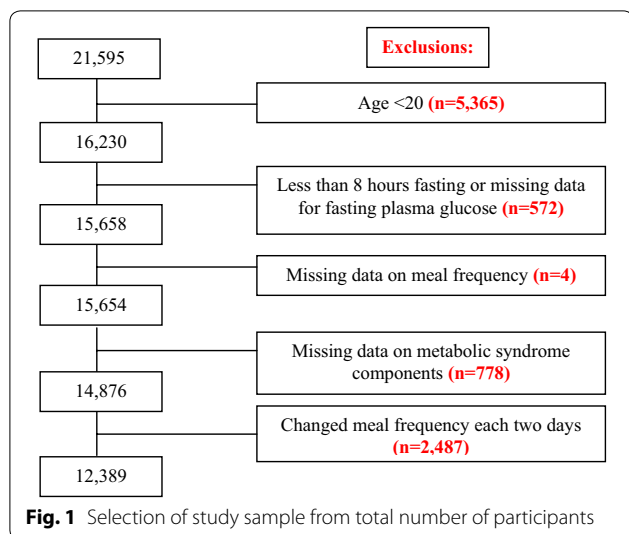 21,595
Exclusions:
Age <20 (n=5,365)
16,230
Less than 8 hours fasting or missing data
for fasting plasma glucose (n=572)
15,658
Missing data on meal frequency (n=4)
15,654
Missing data on metabolic syndrome
components (n=778)
14,876
Changed meal frequency each two days
(n=2,487)
12,389
Fig. 1 Selection of study sample from total number of participants